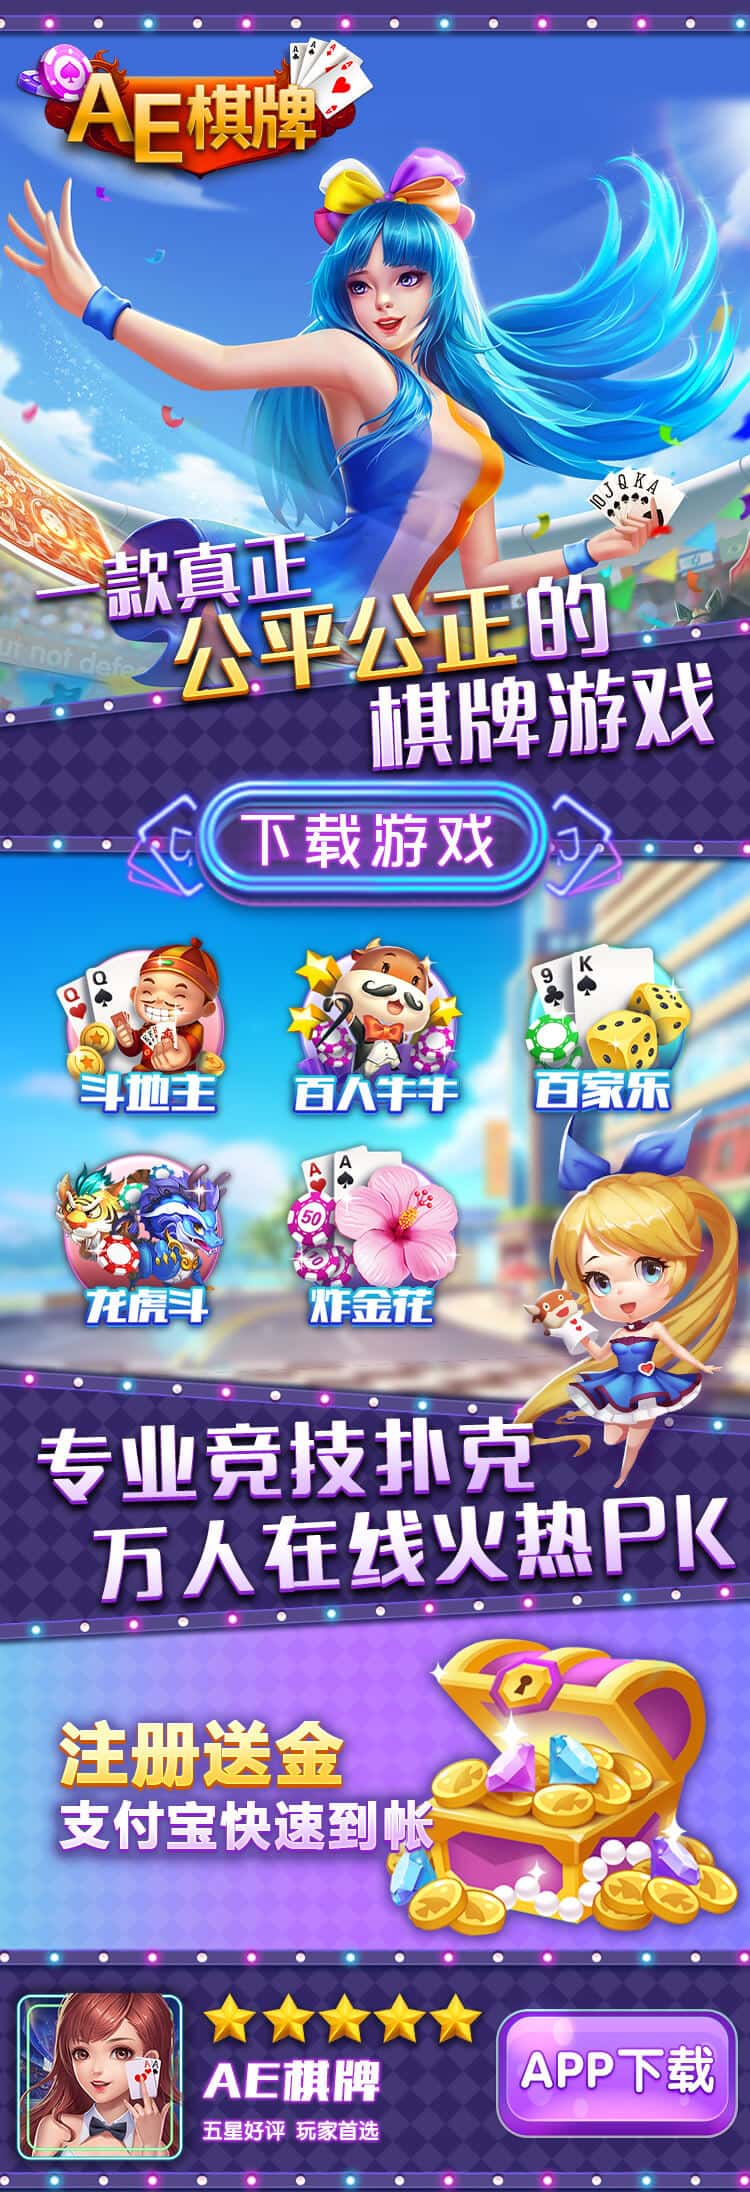 AE棋牌
10 J Q K A
一款真正
公平公正的
棋牌游戏
下载游戏
Q Q
9 K
斗地主
百人牛牛
百家乐
A A
50
10
龙虎斗
炸金花
专业竞技扑克
万人在线火热PK
注册送金
支付宝快速到帐
AE棋牌
五星好评 玩家首选
APP下载